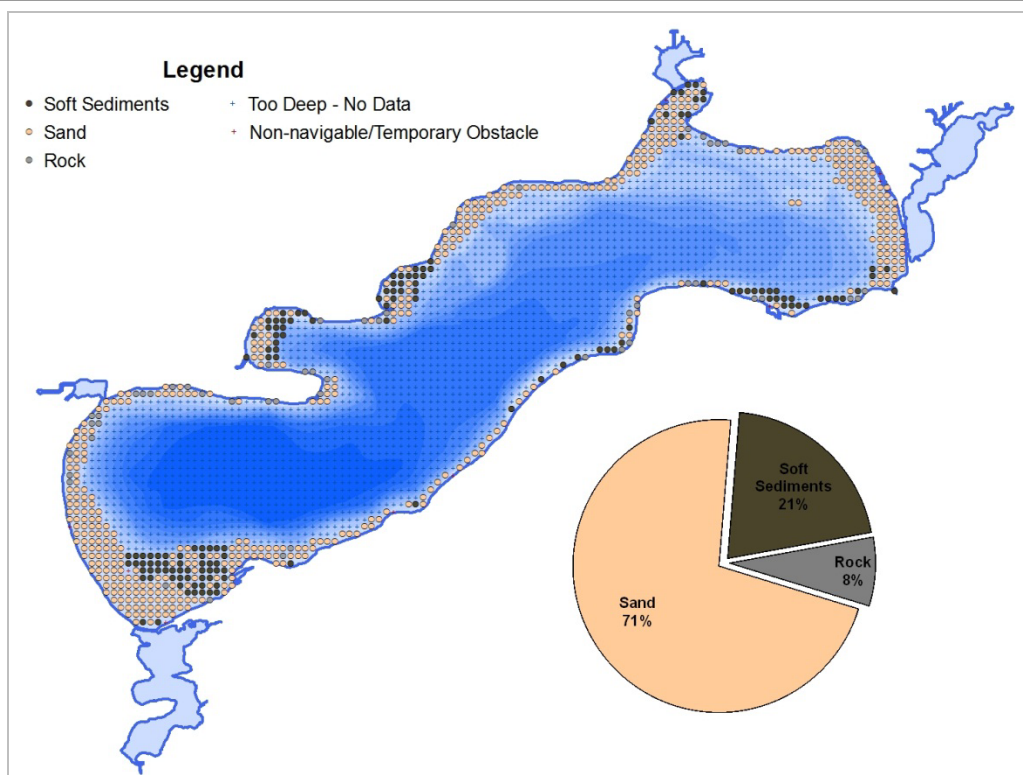 Legend
Soft Sediments
Too Deep - No Data
Sand
Non-navigable/Temporary Obstacle
Rock
Soft
Sediments
21%
Rock
8%
Sand
71%